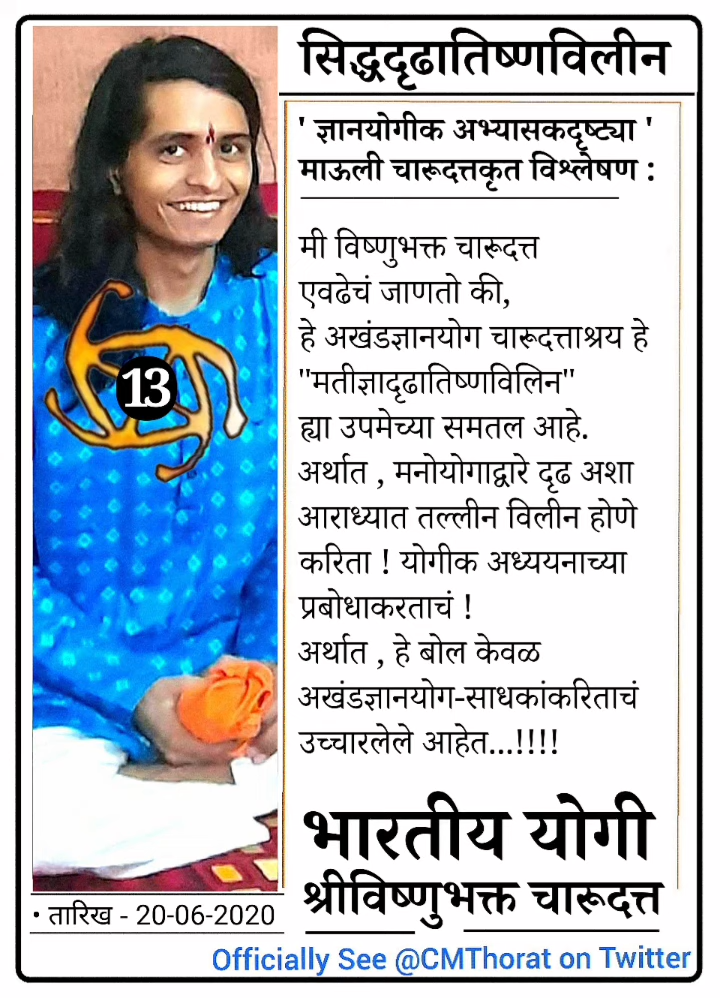 सिद्धदृढातिष्णविलीन
' ज्ञानयोगीक अभ्यासकदृष्ट्या '
माऊली चारूदत्तकृत विश्लेषण :
मी विष्णुभक्त चारूदत्त
एवढेचं जाणतो की,
हे अखंडज्ञानयोग चारूदत्ताश्रय हे
"मतीज्ञादृढातिष्णविलिन"
ह्या उपमेच्या समतल आहे.
अर्थात , मनोयोगाद्वारे दृढ अशा
आराध्यात तल्लीन विलीन होणे
करिता ! योगीक अध्ययनाच्या
प्रबोधाकरताचं !
अर्थात , हे बोल केवळ
अखंडज्ञानयोग-साधकांकरिताचं
उच्चारलेले आहेत...!!!!
13
भारतीय योगी
श्रीविष्णुभक्त चारूदत्त
• तारिख - 20-06-2020
Officially See @CMThorat on Twitter